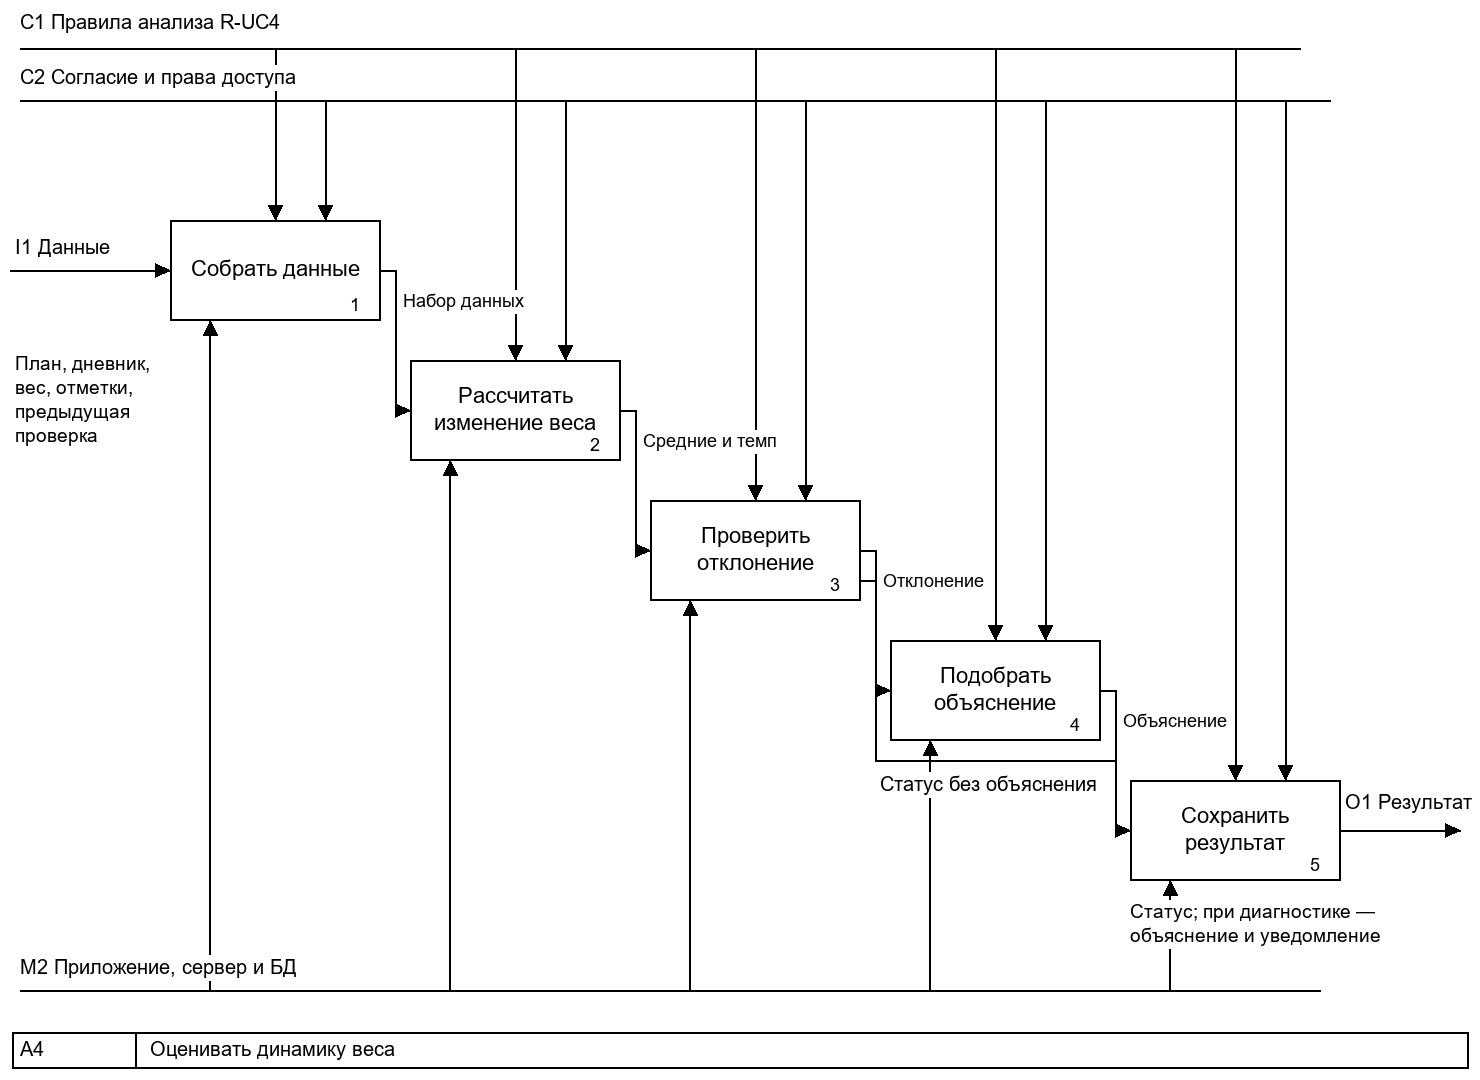 C1 Правила анализа R-UC4
C2 Согласие и права доступа
I1 Данные
Собрать данные
1
Набор данных
План, дневник,
вес, отметки,
предыдущая
проверка
Рассчитать
изменение веса
2
Средние и темп
Проверить
отклонение
3
Отклонение
Подобрать
объяснение
4
Объяснение
Статус без объяснения
Сохранить
результат
5
O1 Результат
Статус; при диагностике —
объяснение и уведомление
M2 Приложение, сервер и БД
A4
Оценивать динамику веса